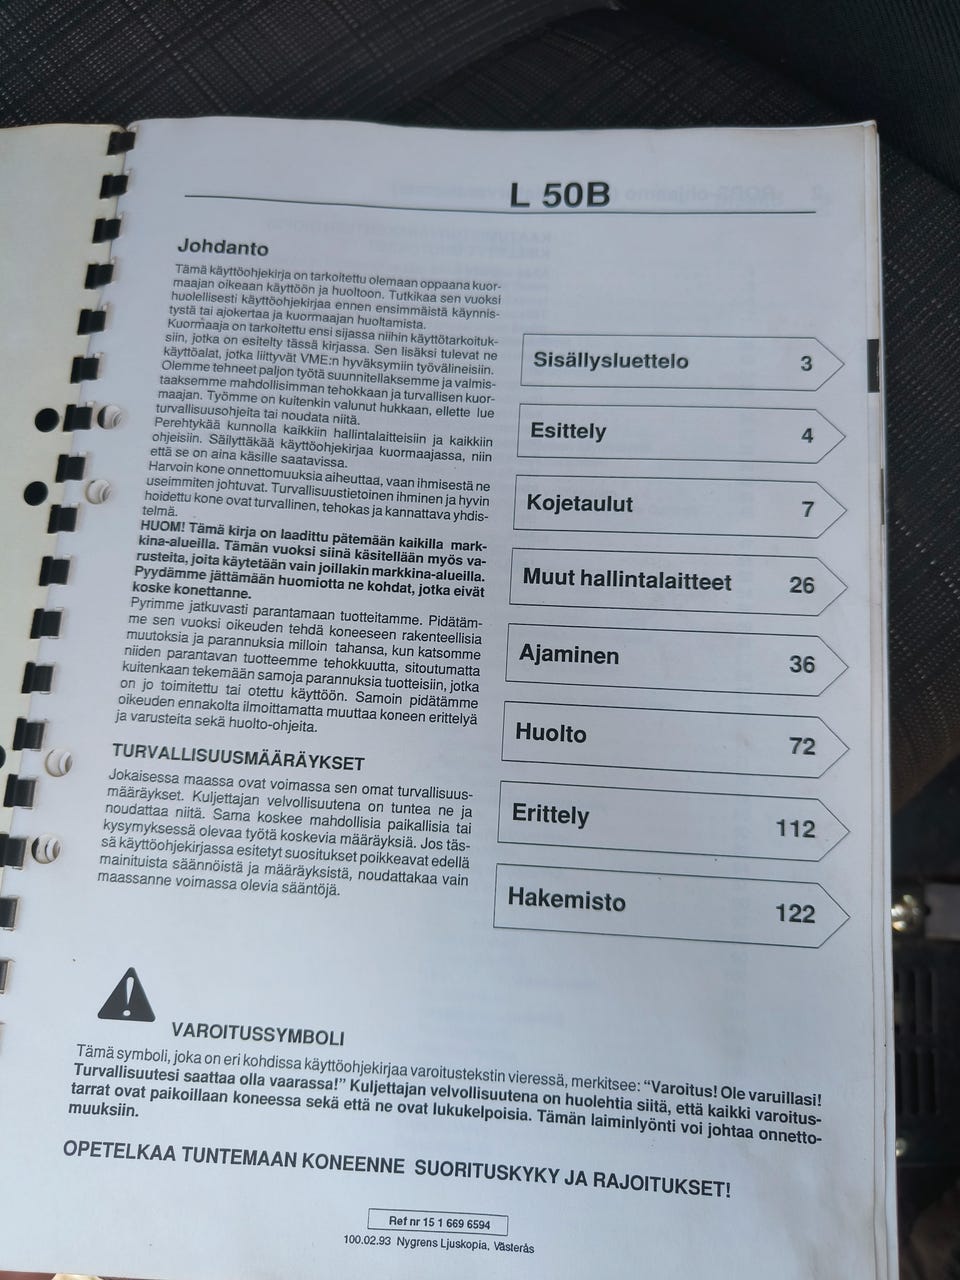 L 50B
Johdanto
Tämä käyttöohjekirja on tarkoitettu olemaan oppaana kuor-
maajan oikeaan käyttöön ja huoltoon. Tutkikaa sen vuoksi
huolellisesti käyttöohjekirjaa ennen ensimmäistä käynnis-
tystä tai ajokertaa ja kuormaajan huoltamista.
Kuormaaja on tarkoitettu ensi sijassa niihin käyttötarkoituk-
siin, jotka on esitelty tässä kirjassa. Sen lisäksi tulevat ne
käyttöalat, jotka liittyvät VME:n hyväksymiin työvälineisiin.
Olemme tehneet paljon työtä suunnitellaksemme ja valmis-
taaksemme mahdollisimman tehokkaan ja turvallisen kuor-
maajan. Työmme on kuitenkin valunut hukkaan, ellette lue
turvallisuusohjeita tai noudata niitä.
Perehtykää kunnolla kaikkiin hallintalaitteisiin ja kaikkiin
ohjeisiin. Säilyttäkää käyttöohjekirjaa kuormaajassa, niin
että se on aina käsille saatavissa.
Harvoin kone onnettomuuksia aiheuttaa, vaan ihmisestä ne
useimmiten johtuvat. Turvallisuustietoinen ihminen ja hyvin
hoidettu kone ovat turvallinen, tehokas ja kannattava yhdis-
telmä.
HUOM! Tämä kirja on laadittu pätemään kaikilla mark-
kina-alueilla. Tämän vuoksi siinä käsitellään myös va-
rusteita, joita käytetään vain joillakin markkina-alueilla.
Pyydämme jättämään huomiotta ne kohdat, jotka eivät
koske konettanne.
Pyrimme jatkuvasti parantamaan tuotteitamme. Pidätäm-
me sen vuoksi oikeuden tehdä koneeseen rakenteellisia
muutoksia ja parannuksia milloin tahansa, kun katsomme
niiden parantavan tuotteemme tehokkuutta, sitoutumatta
kuitenkaan tekemään samoja parannuksia tuotteisiin, jotka
on jo toimitettu tai otettu käyttöön. Samoin pidätämme
oikeuden ennakolta ilmoittamatta muuttaa koneen erittelyä
ja varusteita sekä huolto-ohjeita.
TURVALLISUUSMÄÄRÄYKSET
Jokaisessa maassa ovat voimassa sen omat turvallisuus-
määräykset. Kuljettajan velvollisuutena on tuntea ne ja
noudattaa niitä. Sama koskee mahdollisia paikallisia tai
kysymyksessä olevaa työtä koskevia määräyksiä. Jos täs-
sä käyttöohjekirjassa esitetyt suositukset poikkeavat edellä
mainituista säännöistä ja määräyksistä, noudattakaa vain
maassanne voimassa olevia sääntöjä.
Sisällysluettelo 3
Esittely 4
Kojetaulut 7
Muut hallintalaitteet 26
Ajaminen 36
Huolto 72
Erittely 112
Hakemisto 122
VAROITUSSYMBOLI
Tämä symboli, joka on eri kohdissa käyttöohjekirjaa varoitustekstin vieressä, merkitsee: “Varoitus! Ole varuillasi!
Turvallisuutesi saattaa olla vaarassa!” Kuljettajan velvollisuutena on huolehtia siitä, että kaikki varoitus-
tarrat ovat paikoillaan koneessa sekä että ne ovat lukukelpoisia. Tämän laiminlyönti voi johtaa onnetto-
muuksiin.
OPETELKAA TUNTEMAAN KONEENNE SUORITUSKYKY JA RAJOITUKSET!
Ref nr 15 1 669 6594
100.02.93 Nygrens Ljuskopia, Västerås